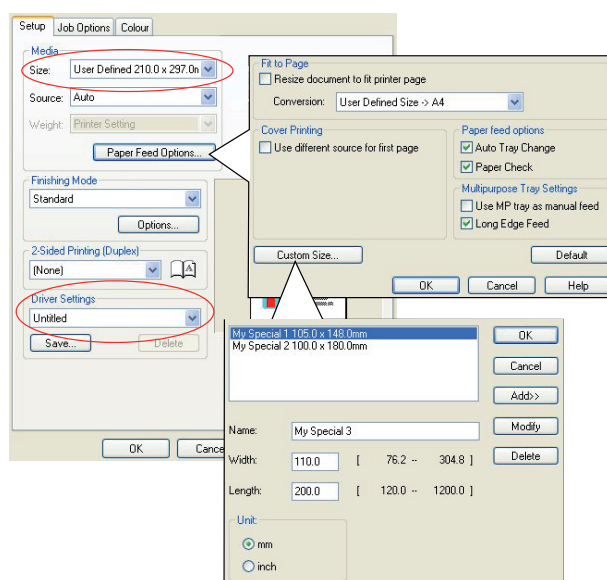 Setup Job Options Colour
Media
Size: User Defined 210.0 x 297.0n
Source: Auto
Weight: Printer Setting
Paper Feed Options...
Finishing Mode
Standard
Options...
2-Sided Printing (Duplex)
(None)
A
Driver Settings
Untitled
Save... Delete
OK Cance
Fit to Page
Resize document to fit printer page
Conversion: User Defined Size -> A4
Cover Printing
Use different source for first page
Paper feed options
Auto Tray Change
Paper Check
Multipurpose Tray Settings
Use MP tray as manual feed
Long Edge Feed
Custom Size... Default
OK Cancel Help
My Special 1 105.0 x 148.0mm
My Special 2 100.0 x 180.0mm
OK
Cancel
Add>>
Modify
Delete
Name: My Special 3
Width: 110.0 [ 76.2 -- 304.8 ]
Length: 200.0 [ 120.0 -- 1200.0 ]
Unit:
mm
inch